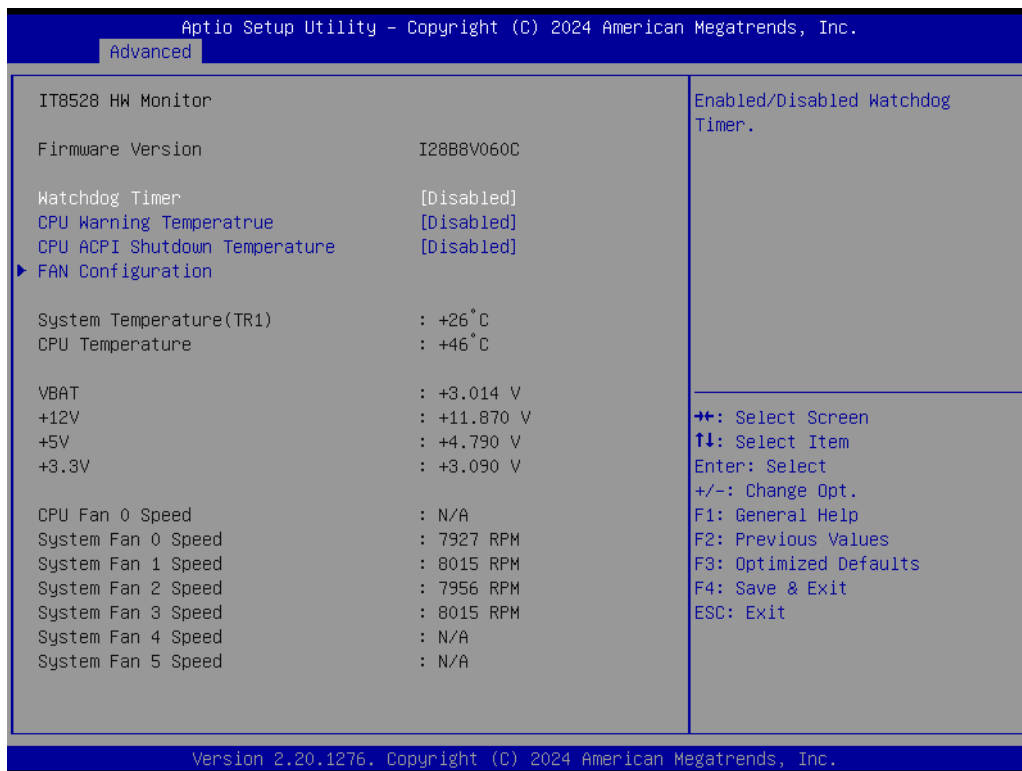 Aptio Setup Utility – Copyright (C) 2024 American Megatrends, Inc.
Advanced
IT8528 HW Monitor
Firmware Version I28B8V060C
Watchdog Timer [Disabled]
CPU Warning Temperatrue [Disabled]
CPU ACPI Shutdown Temperature [Disabled]
FAN Configuration
System Temperature(TR1) : +26°C
CPU Temperature : +46°C
VBAT : +3.014 V
+12V : +11.870 V
+5V : +4.790 V
+3.3V : +3.090 V
CPU Fan 0 Speed : N/A
System Fan 0 Speed : 7927 RPM
System Fan 1 Speed : 8015 RPM
System Fan 2 Speed : 7956 RPM
System Fan 3 Speed : 8015 RPM
System Fan 4 Speed : N/A
System Fan 5 Speed : N/A
Enabled/Disabled Watchdog
Timer.
→←: Select Screen
↑↓: Select Item
Enter: Select
+/-: Change Opt.
F1: General Help
F2: Previous Values
F3: Optimized Defaults
F4: Save & Exit
ESC: Exit
Version 2.20.1276. Copyright (C) 2024 American Megatrends, Inc.